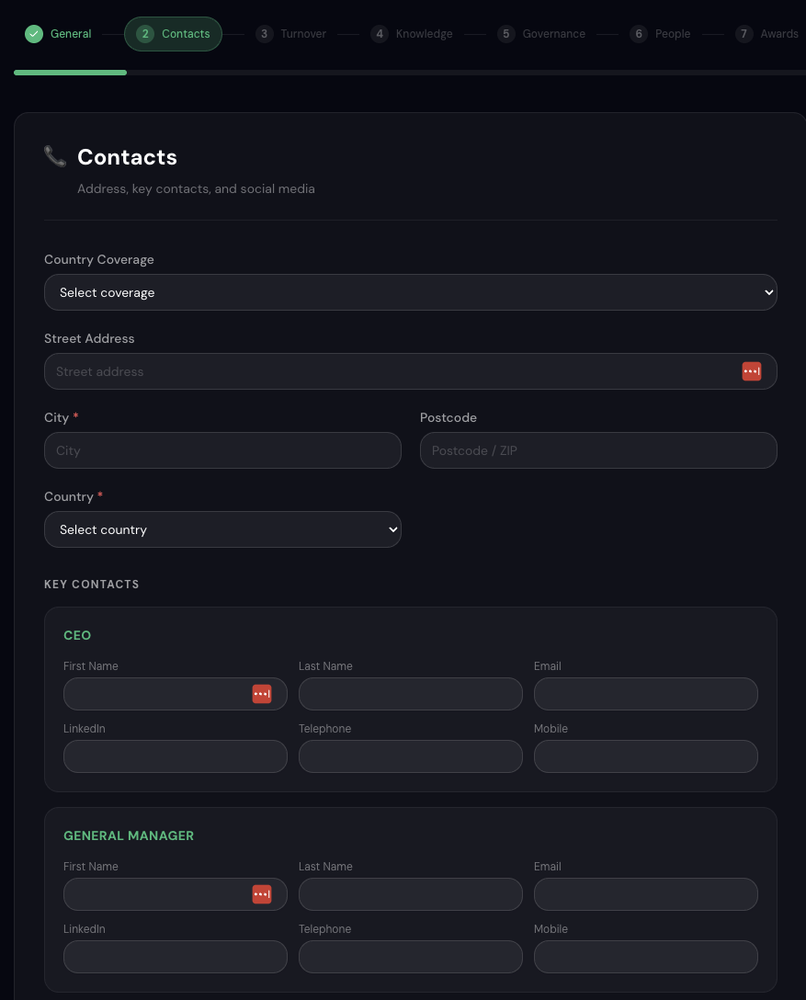 General
2 Contacts
3 Turnover
4 Knowledge
5 Governance
6 People
7 Awards
Contacts
Address, key contacts, and social media
Country Coverage
Select coverage
Street Address
Street address
City * Postcode
City Postcode / ZIP
Country *
Select country
KEY CONTACTS
CEO
First Name Last Name Email
LinkedIn Telephone Mobile
GENERAL MANAGER
First Name Last Name Email
LinkedIn Telephone Mobile